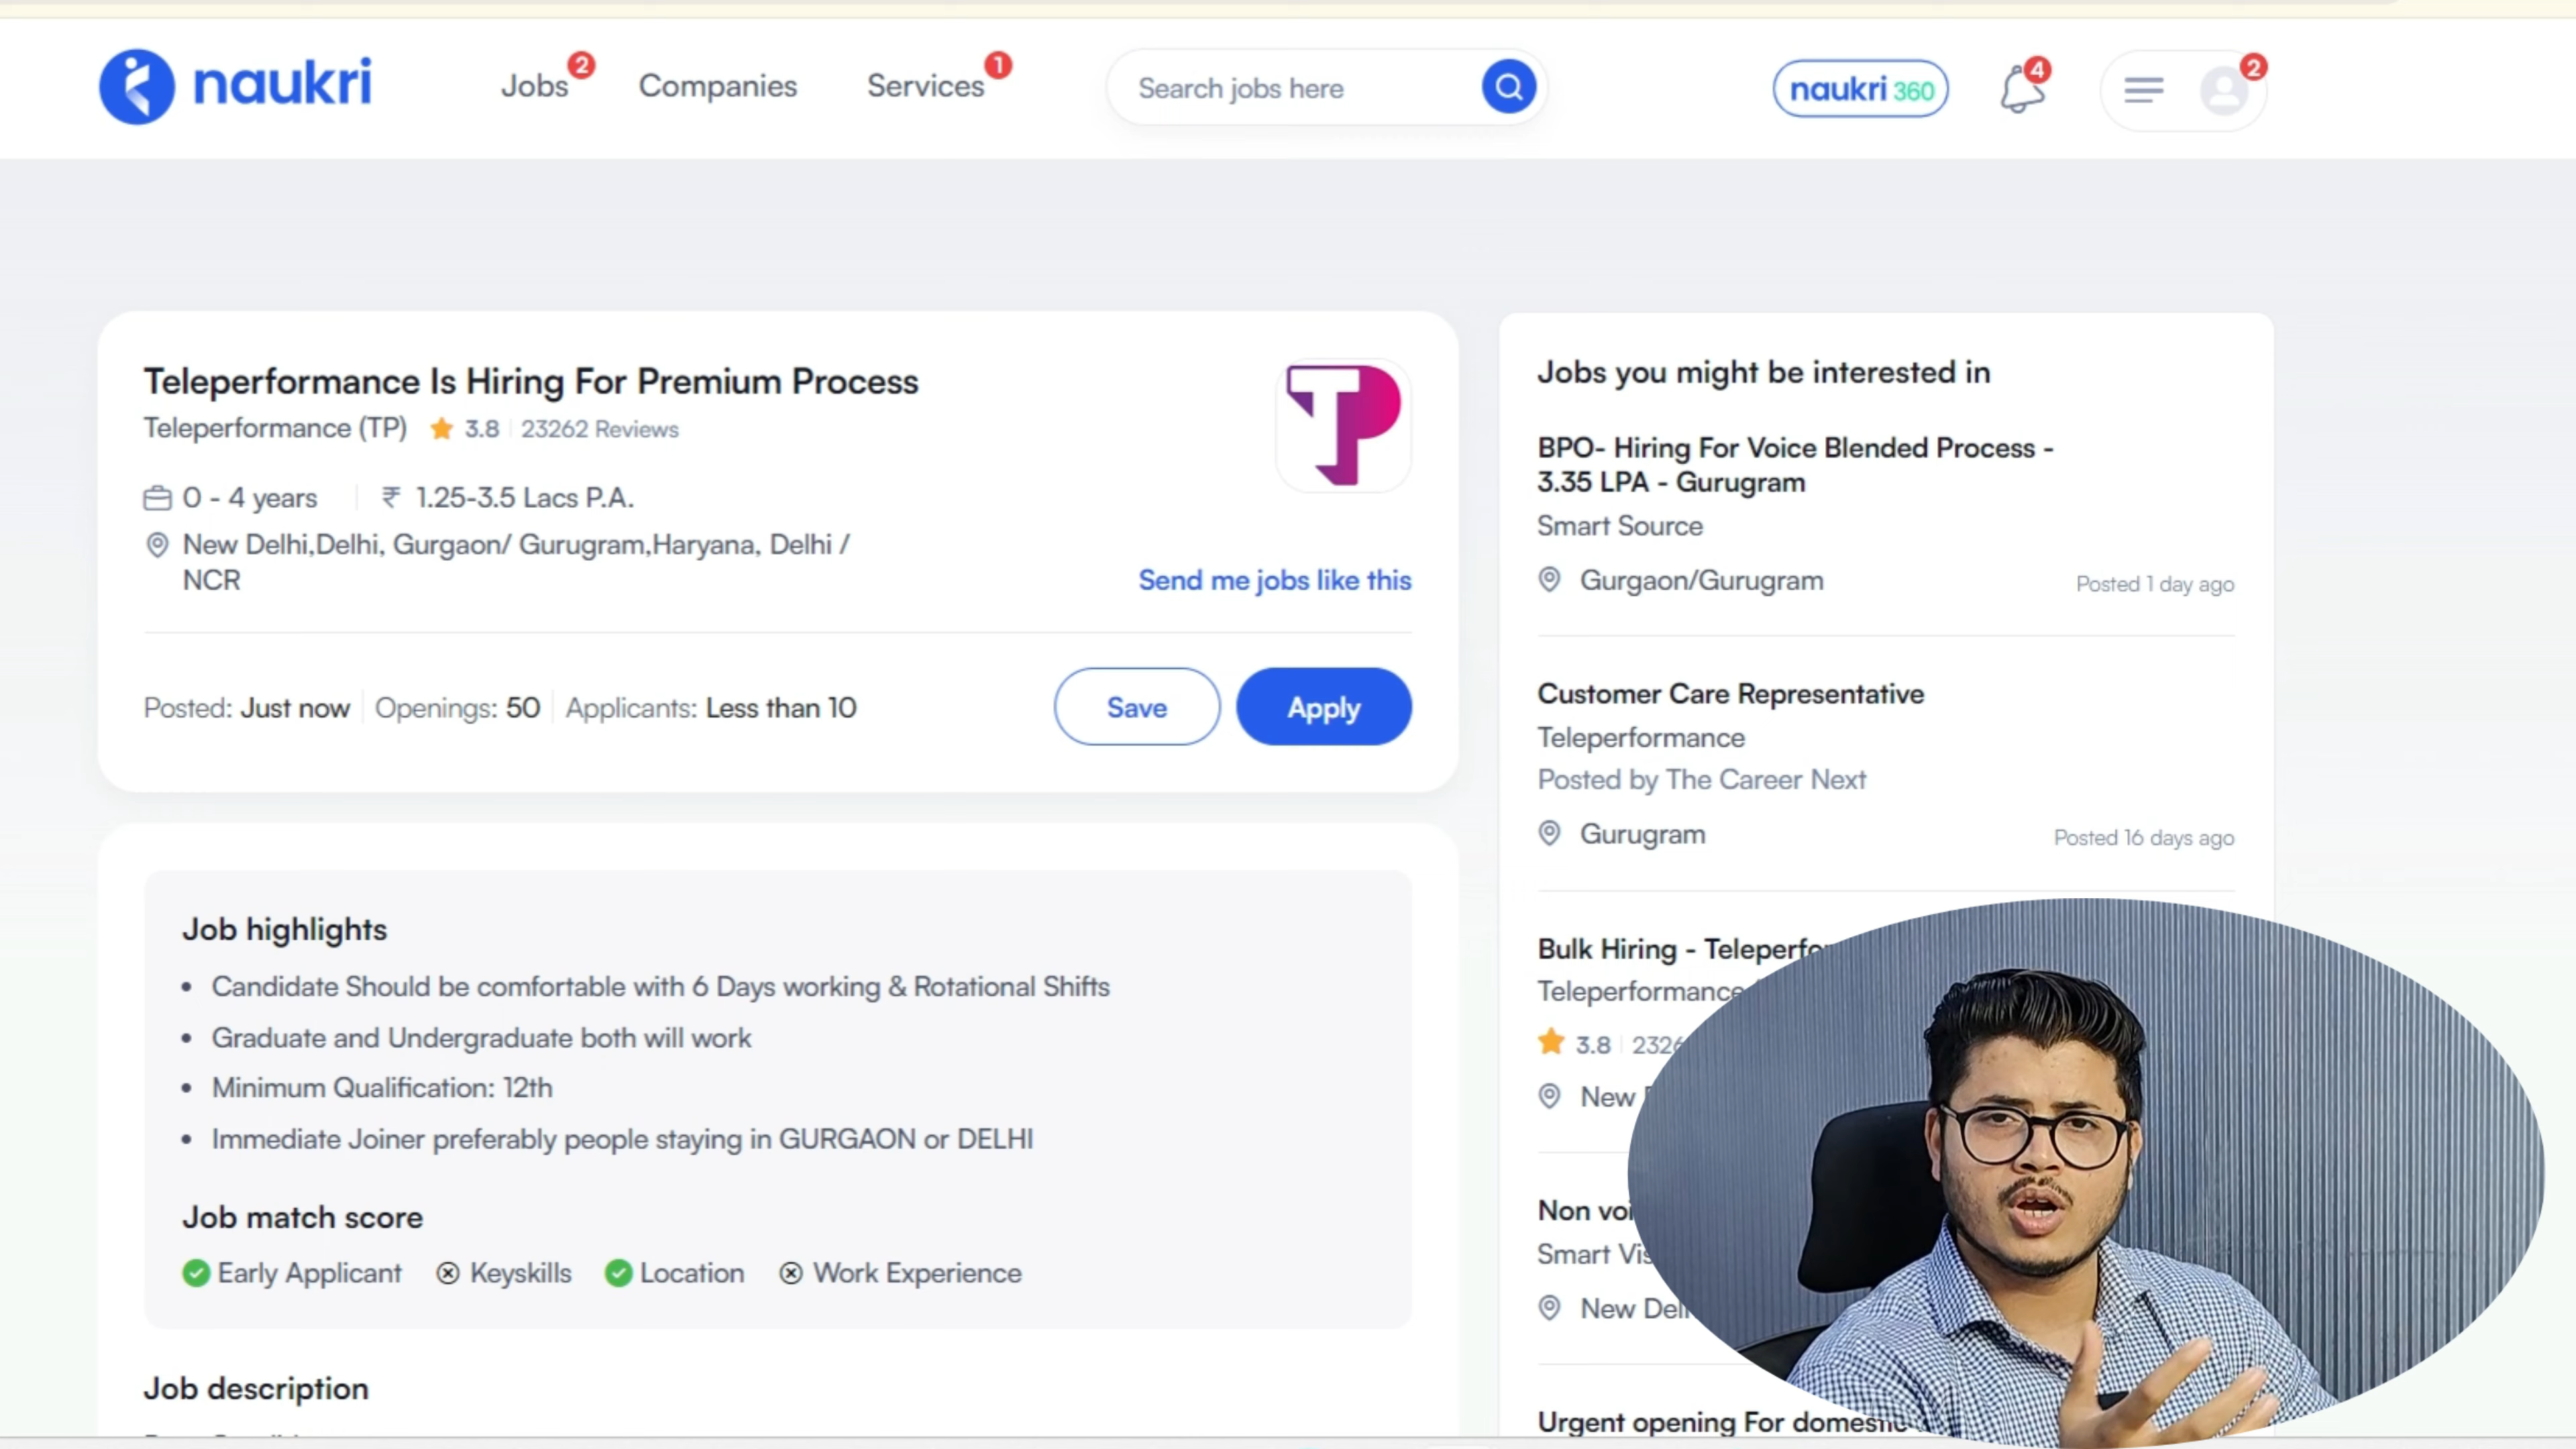 naukri
Jobs 2
Companies
Services 1
Search jobs here
naukri 360
4
2
Teleperformance Is Hiring For Premium Process
Teleperformance (TP) 3.8 23262 Reviews
0 - 4 years ₹ 1.25-3.5 Lacs P.A.
New Delhi,Delhi, Gurgaon/ Gurugram,Haryana, Delhi /
NCR
Send me jobs like this
Posted: Just now Openings: 50 Applicants: Less than 10
Save
Apply
Job highlights
• Candidate Should be comfortable with 6 Days working & Rotational Shifts
• Graduate and Undergraduate both will work
• Minimum Qualification: 12th
• Immediate Joiner preferably people staying in GURGAON or DELHI
Job match score
Early Applicant Keyskills Location Work Experience
Job description
Jobs you might be interested in
BPO- Hiring For Voice Blended Process -
3.35 LPA - Gurugram
Smart Source
Gurgaon/Gurugram Posted 1 day ago
Customer Care Representative
Teleperformance
Posted by The Career Next
Gurugram Posted 16 days ago
Bulk Hiring -
Teleperformance
3.8
New
Non
Smart
New
Urgent opening For